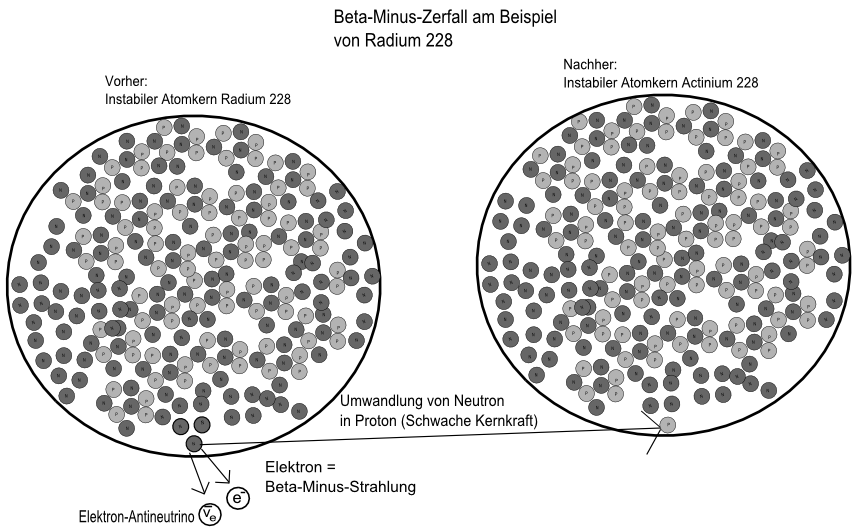 Beta-Minus-Zerfall am Beispiel
von Radium 228
Vorher:
Instabiler Atomkern Radium 228
Nachher:
Instabiler Atomkern Actinium 228
Umwandlung von Neutron
in Proton (Schwache Kernkraft)
Elektron =
Beta-Minus-Strahlung
e⁻
Elektron-Antineutrino ν̅e